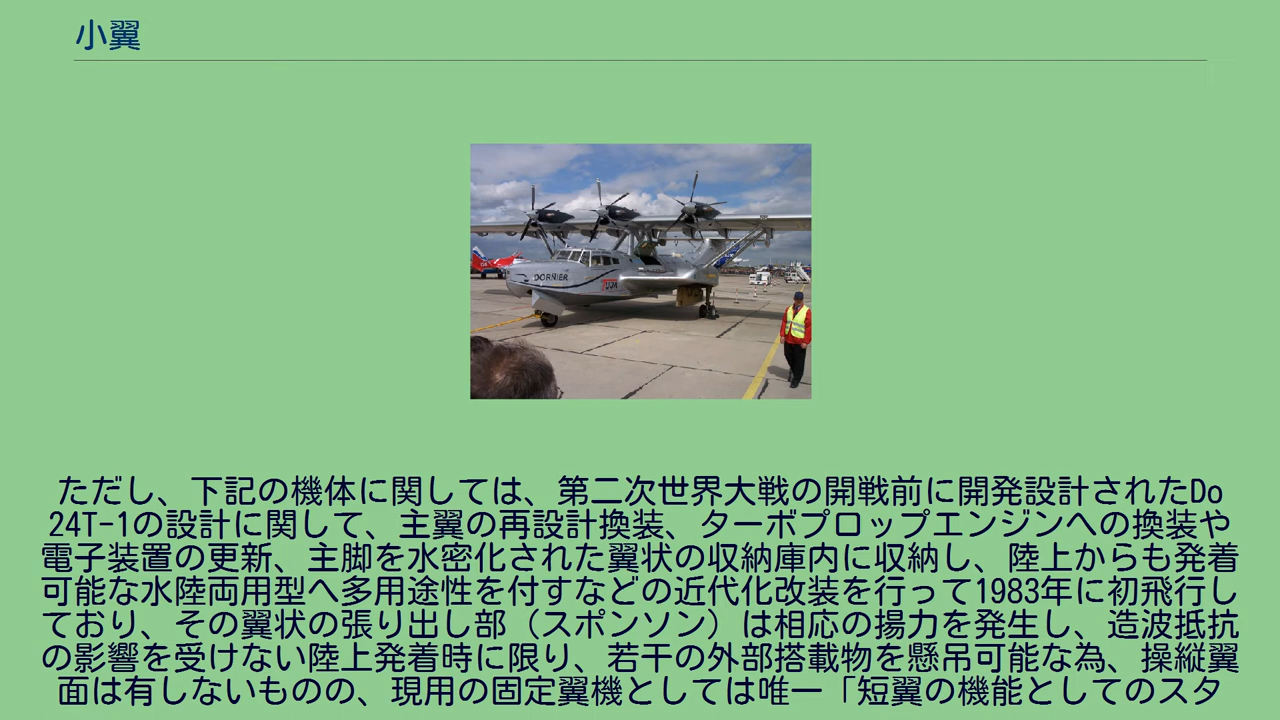 小翼
DORNIER
ただし、下記の機体に関しては、第二次世界大戦の開戦前に開発設計されたDo
24T-1の設計に関して、主翼の再設計換装、ターボプロップエンジンへの換装や
電子装置の更新、主脚を水密化された翼状の収納庫内に収納し、陸上からも発着
可能な水陸両用型へ多用途性を付すなどの近代化改装を行って1983年に初飛行し
ており、その翼状の張り出し部（スポンソン）は相応の揚力を発生し、造波抵抗
の影響を受けない陸上発着時に限り、若干の外部搭載物を懸吊可能な為、操縦翼
面は有しないものの、現用の固定翼機としては唯一「短翼の機能としてのスタ